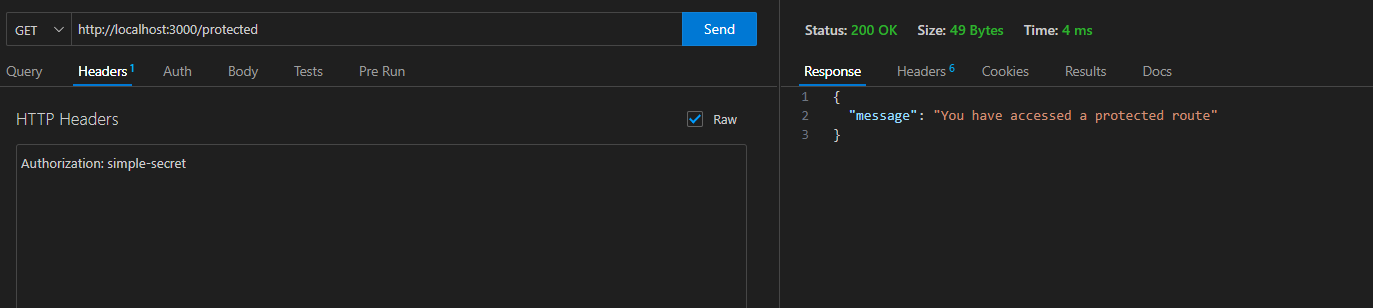 GET http://localhost:3000/protected Send
Query Headers 1 Auth Body Tests Pre Run
HTTP Headers Raw
Authorization: simple-secret
Status: 200 OK Size: 49 Bytes Time: 4 ms
Response Headers 6 Cookies Results Docs
1 {
2 "message": "You have accessed a protected route"
3 }